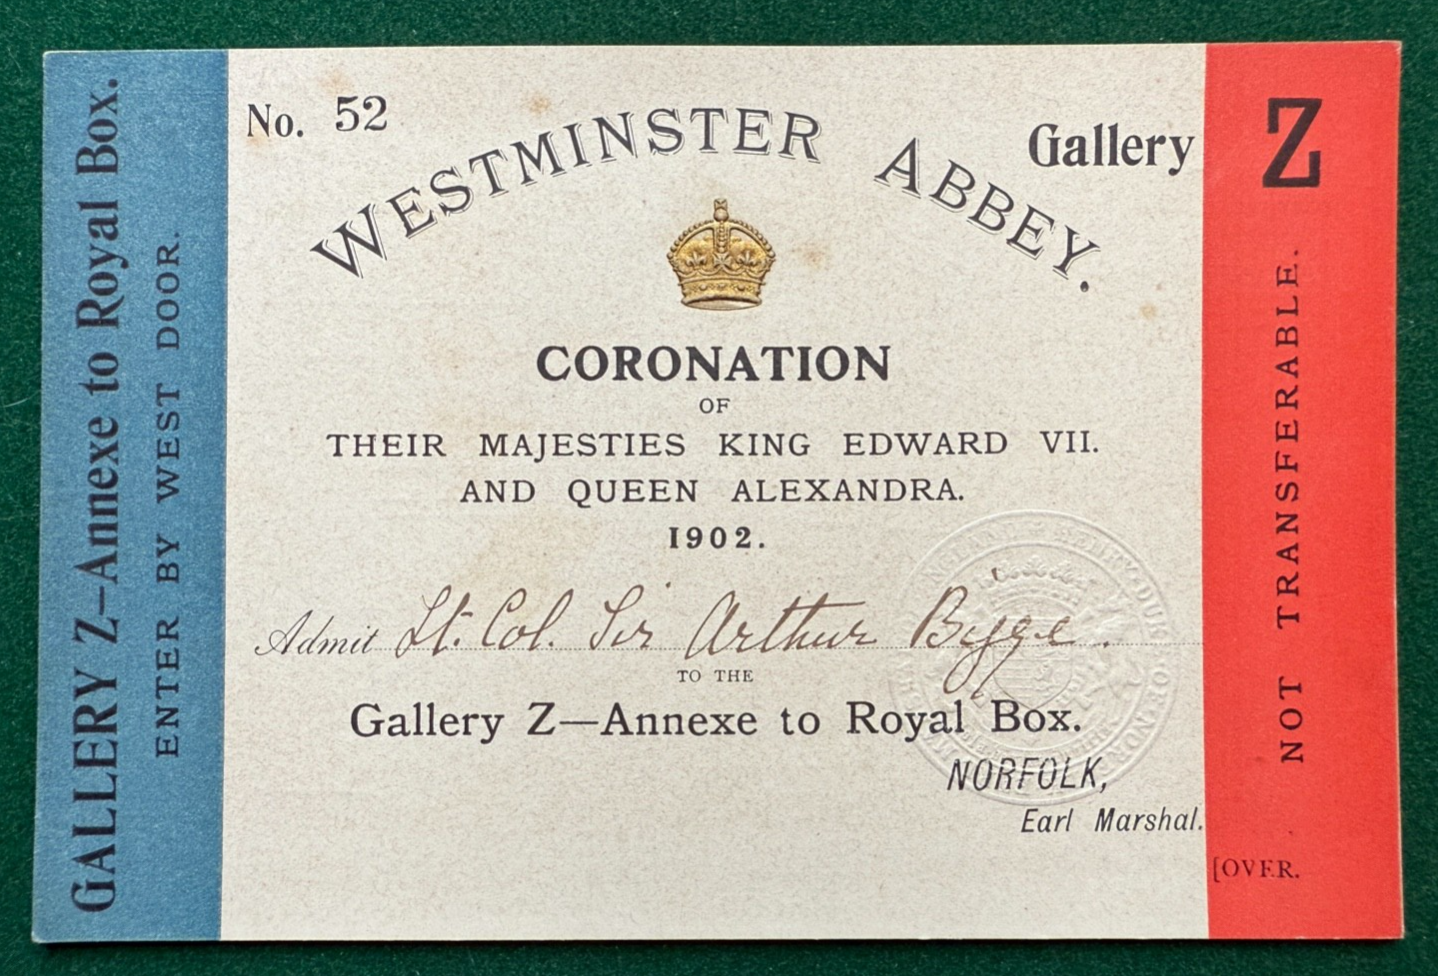 GALLERY Z—Annexe to Royal Box.
ENTER BY WEST DOOR.
No. 52
WESTMINSTER ABBEY.
Gallery Z
CORONATION
OF
THEIR MAJESTIES KING EDWARD VII.
AND QUEEN ALEXANDRA.
1902.
Admit Lt. Col. Sir Arthur Bigge.
TO THE
Gallery Z—Annexe to Royal Box.
NORFOLK,
Earl Marshal.
[OVER.
NOT TRANSFERABLE.